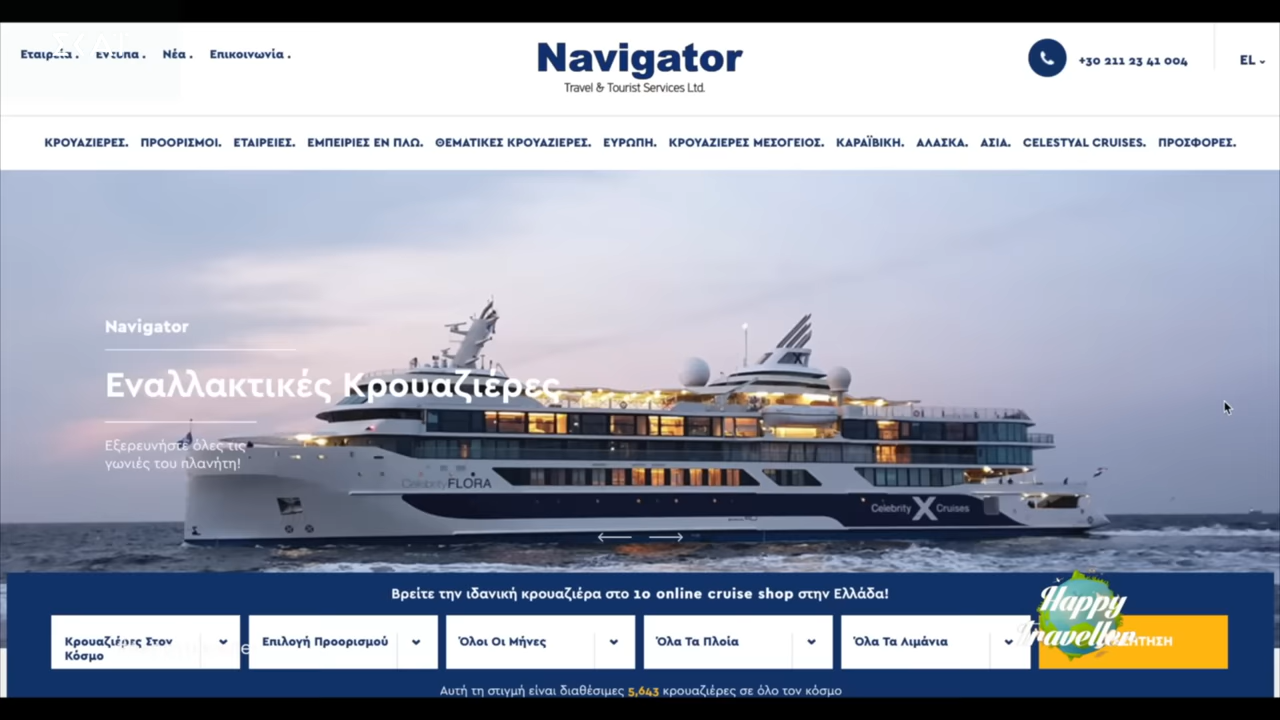 Εταιρεία .
Έντυπα .
Νέα .
Επικοινωνία .
Navigator
Travel & Tourist Services Ltd.
+30 211 23 41 004
EL
ΚΡΟΥΑΖΙΕΡΕΣ. ΠΡΟΟΡΙΣΜΟΙ. ΕΤΑΙΡΕΙΕΣ. ΕΜΠΕΙΡΙΕΣ ΕΝ ΠΛΩ. ΘΕΜΑΤΙΚΕΣ ΚΡΟΥΑΖΙΕΡΕΣ. ΕΥΡΩΠΗ. ΚΡΟΥΑΖΙΕΡΕΣ ΜΕΣΟΓΕΙΟΣ. ΚΑΡΑΪΒΙΚΗ. ΑΛΑΣΚΑ. ΑΣΙΑ. CELESTYAL CRUISES. ΠΡΟΣΦΟΡΕΣ.
Navigator
Εναλλακτικές Κρουαζιέρες
Εξερευνήστε όλες τις
γωνιές του πλανήτη!
Celebrity FLORA
Celebrity X Cruises
Βρείτε την ιδανική κρουαζιέρα στο 1ο online cruise shop στην Ελλάδα!
Κρουαζιέρες Στον
Κόσμο
Επιλογή Προορισμού
Όλοι Οι Μήνες
Όλα Τα Πλοία
Όλα Τα Λιμάνια
Happy
Traveller
Αυτή τη στιγμή είναι διαθέσιμες 5,643 κρουαζιέρες σε όλο τον κόσμο